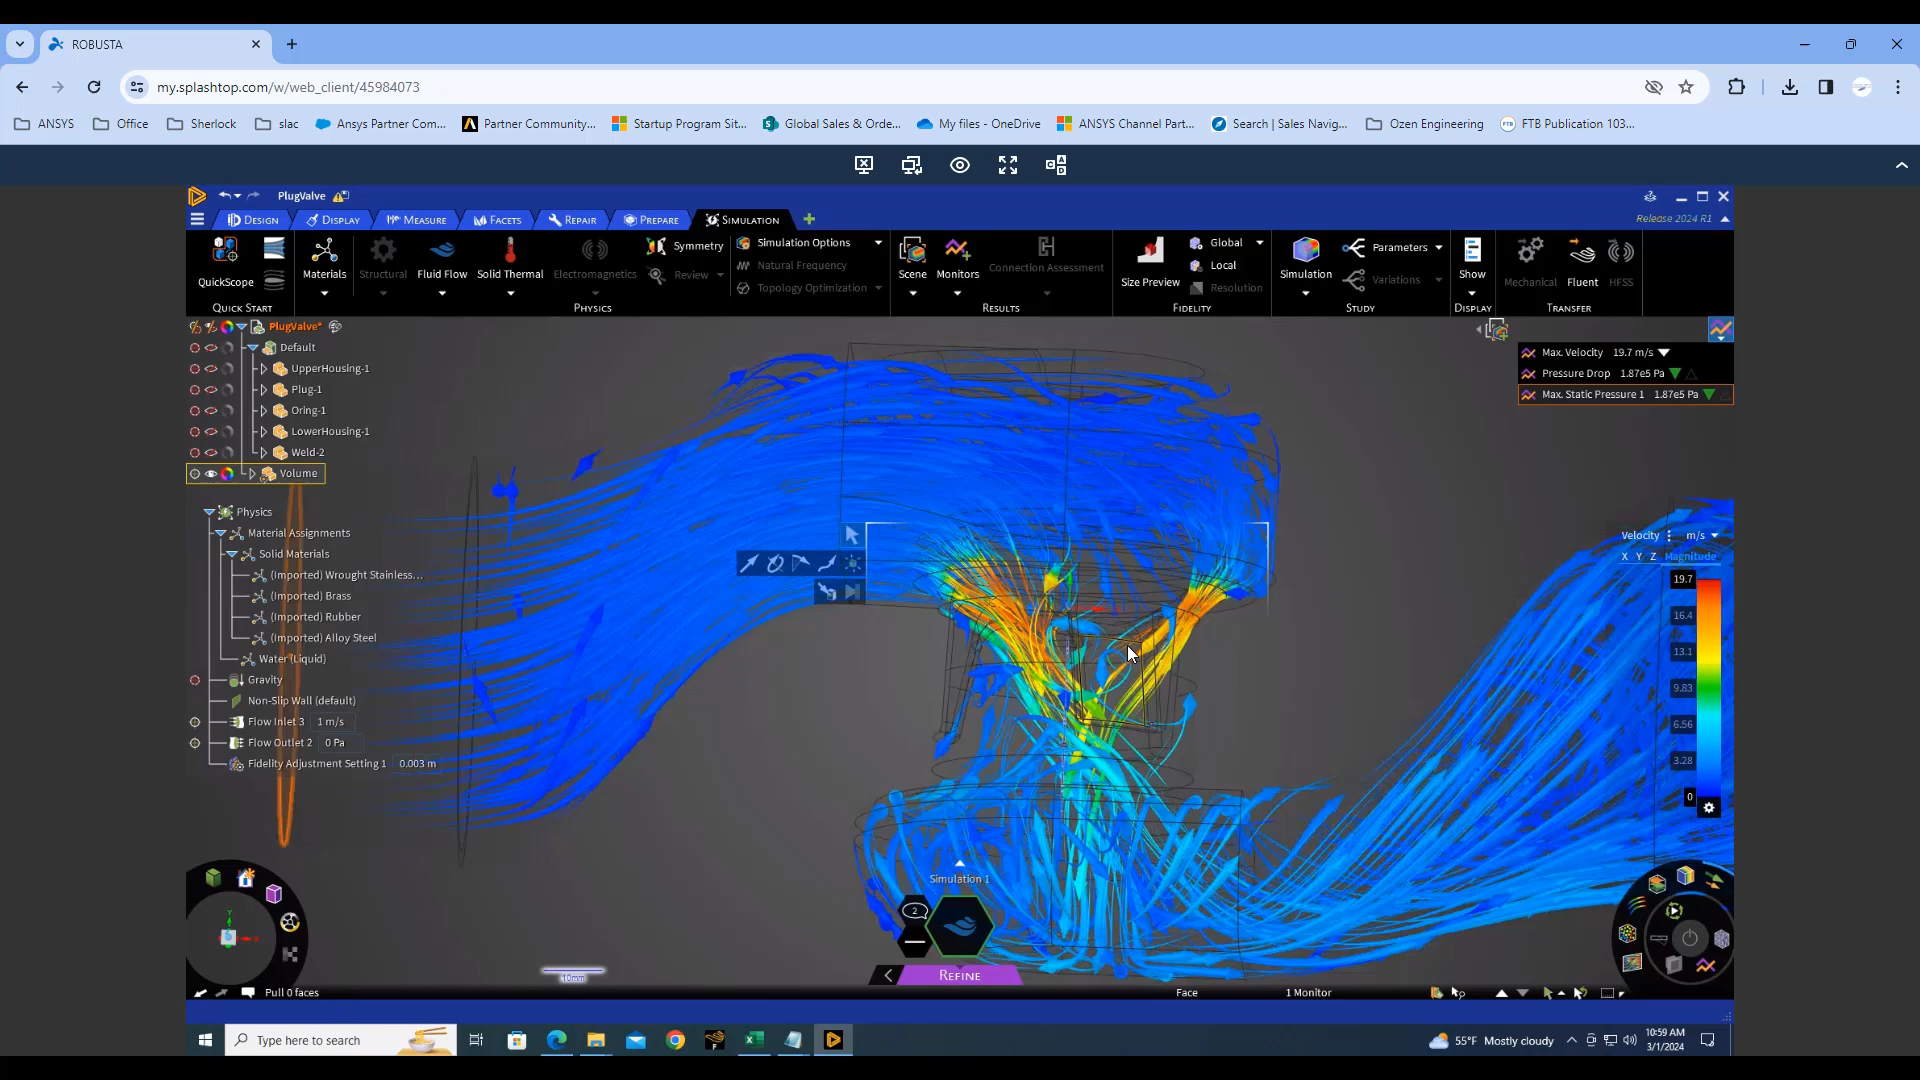 ROBUSTA
my.splashtop.com/w/web_client/45984073
ANSYS
Office
Sherlock
slac
Ansys Partner Com...
Partner Community...
Startup Program Sit...
Global Sales & Orde...
My files - OneDrive
ANSYS Channel Part...
Search | Sales Navig...
Ozen Engineering
FTB Publication 103...
PlugValve
DESIGN
DISPLAY
MEASURE
FACETS
REPAIR
PREPARE
SIMULATION
Release 2024 R1
QuickScope
Materials
Structural
Fluid Flow
Solid Thermal
Electromagnetics
Symmetry
Review
Simulation Options
Natural Frequency
Topology Optimization
Scene
Monitors
Connection Assessment
Size Preview
Global
Local
Resolution
Simulation
Parameters
Variations
Show
Mechanical
Fluent
HFSS
QUICK START
PHYSICS
RESULTS
FIDELITY
STUDY
DISPLAY
TRANSFER
PlugValve*
Default
UpperHousing-1
Plug-1
Oring-1
LowerHousing-1
Weld-2
Volume
Physics
Material Assignments
Solid Materials
(Imported) Wrought Stainless...
(Imported) Brass
(Imported) Rubber
(Imported) Alloy Steel
Water (Liquid)
Gravity
Non-Slip Wall (default)
Flow Inlet 3 1 m/s
Flow Outlet 2 0 Pa
Fidelity Adjustment Setting 1 0.003 m
Max. Velocity 19.7 m/s
Pressure Drop 1.87e5 Pa
Max. Static Pressure 1 1.87e5 Pa
Velocity m/s
X Y Z Magnitude
19.7
16.4
13.1
9.83
6.56
3.28
0
Simulation 1
2
REFINE
10mm
Pull 0 faces
Face
1 Monitor
Type here to search
55°F Mostly cloudy
10:59 AM
3/1/2024